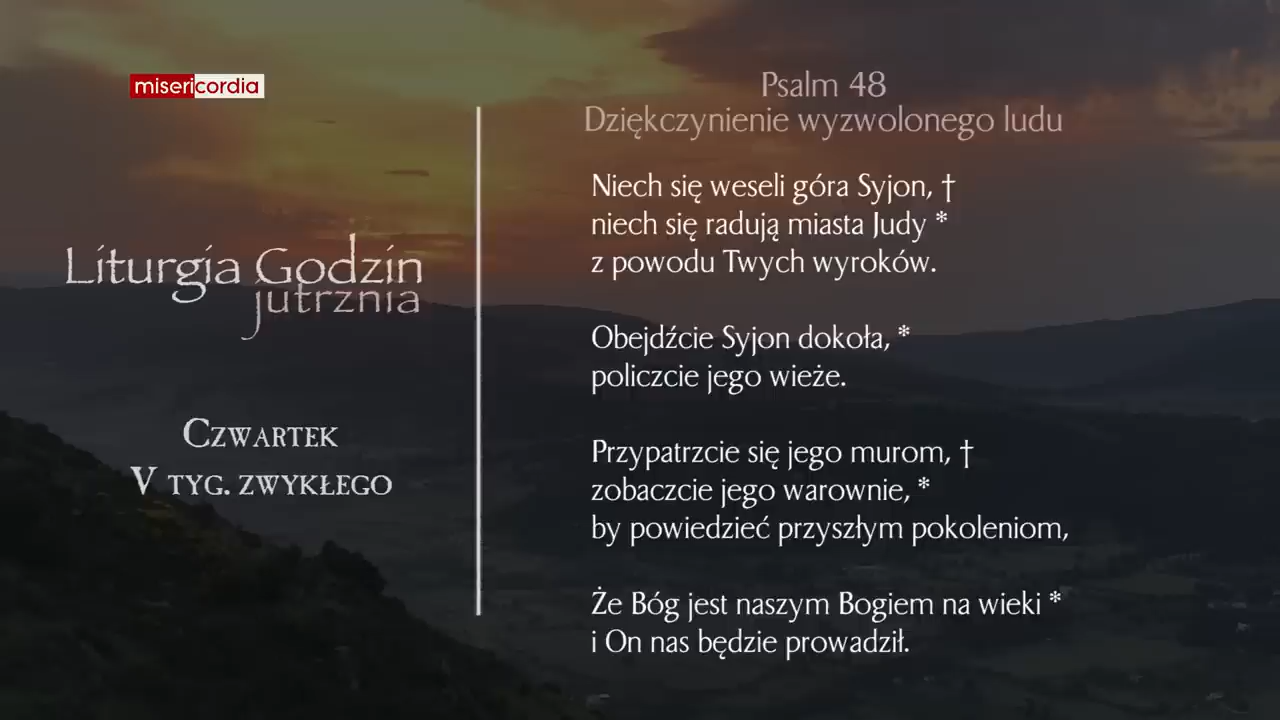 misericordia
Liturgia Godzin
jutrznia
Czwartek
V tyg. zwykłego
Psalm 48
Dziękczynienie wyzwolonego ludu
Niech się weseli góra Syjon, †
niech się radują miasta Judy *
z powodu Twych wyroków.
Obejdźcie Syjon dokoła, *
policzcie jego wieże.
Przypatrzcie się jego murom, †
zobaczcie jego warownie, *
by powiedzieć przyszłym pokoleniom,
Że Bóg jest naszym Bogiem na wieki *
i On nas będzie prowadził.